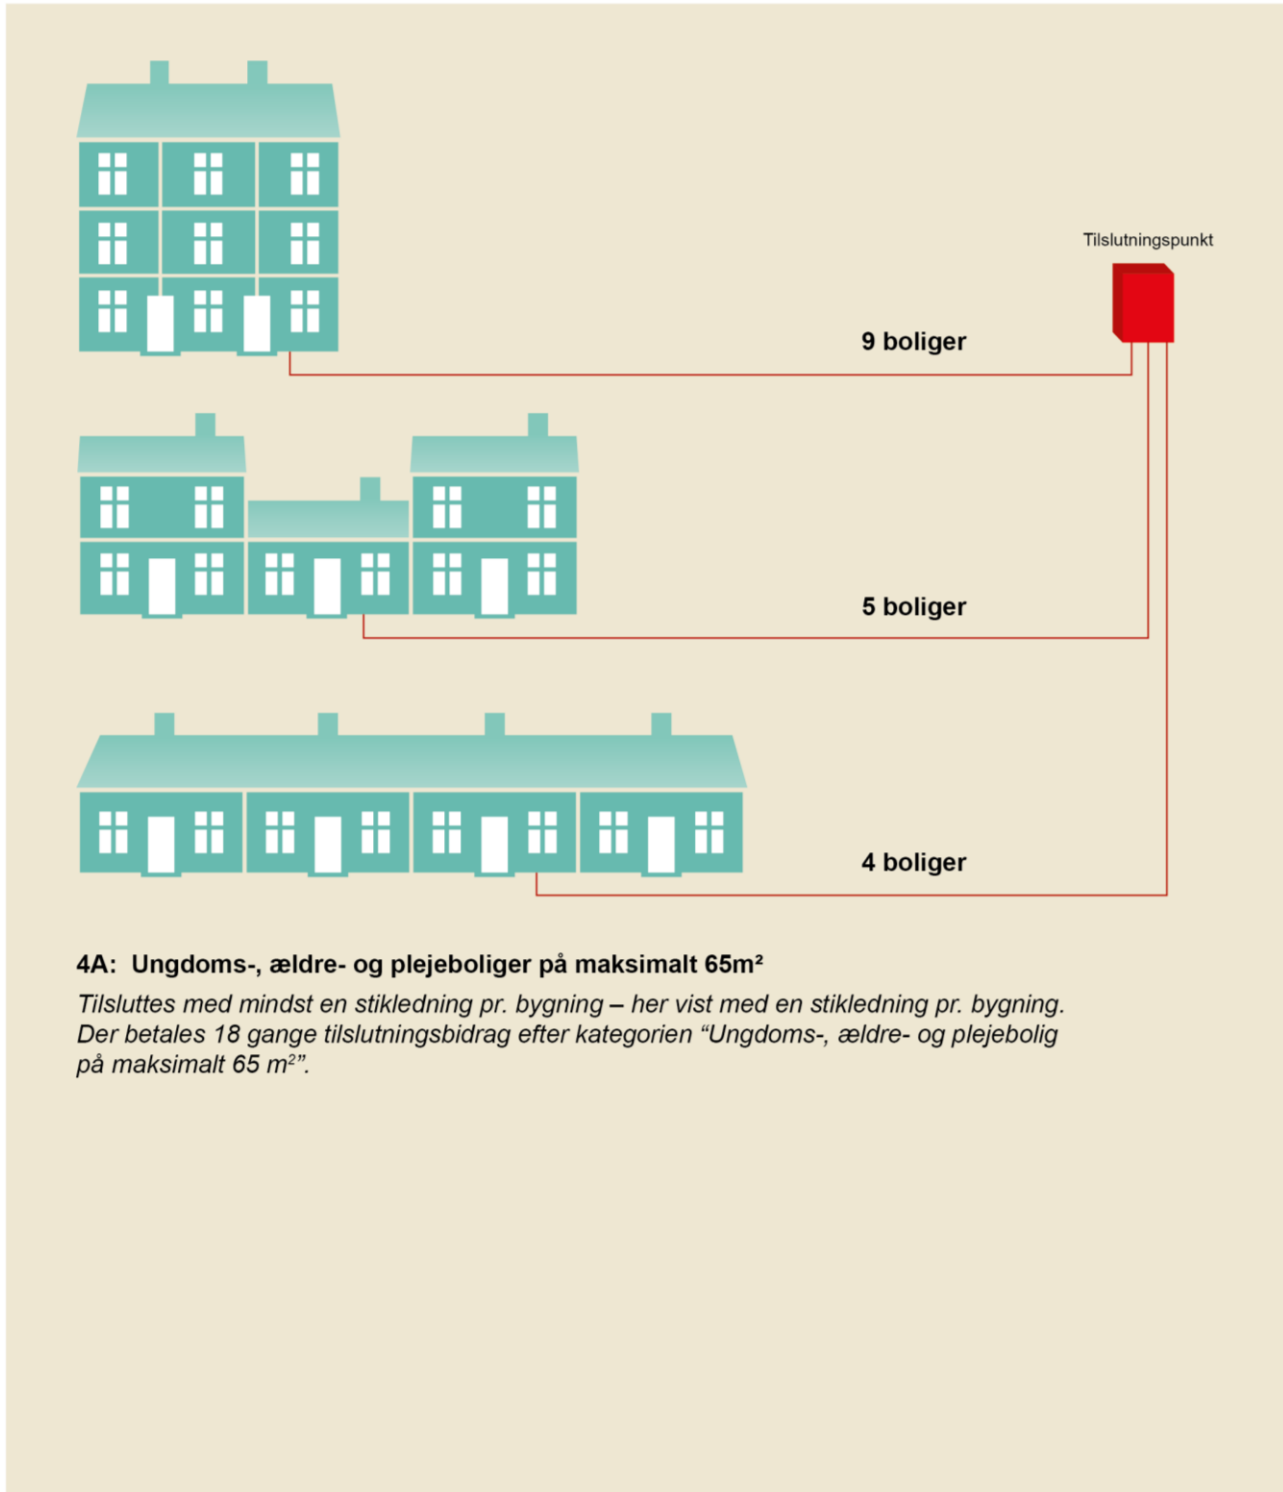 Tilslutningspunkt
9 boliger
5 boliger
4 boliger
4A: Ungdoms-, ældre- og plejeboliger på maksimalt 65m²
Tilsluttes med mindst en stikledning pr. bygning – her vist med en stikledning pr. bygning.
Der betales 18 gange tilslutningsbidrag efter kategorien “Ungdoms-, ældre- og plejebolig
på maksimalt 65 m²”.